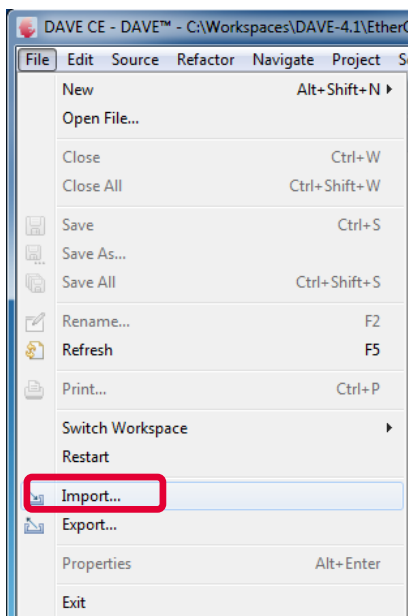 DAVE CE - DAVE™ - C:\Workspaces\DAVE-4.1\Ether
File Edit Source Refactor Navigate Project
New Alt+Shift+N
Open File...
Close Ctrl+W
Close All Ctrl+Shift+W
Save Ctrl+S
Save As...
Save All Ctrl+Shift+S
Rename... F2
Refresh F5
Print... Ctrl+P
Switch Workspace
Restart
Import...
Export...
Properties Alt+Enter
Exit